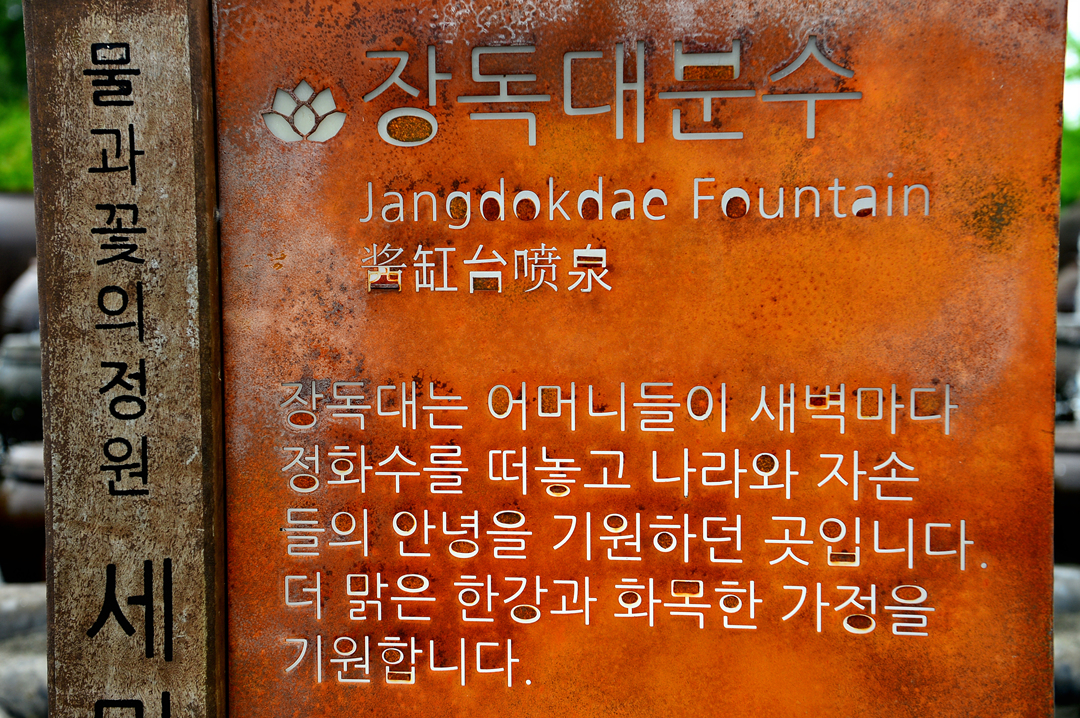 물과꽃의정원 세
장독대분수
Jangdokdae Fountain
酱缸台喷泉
장독대는 어머니들이 새벽마다
정화수를 떠놓고 나라와 자손
들의 안녕을 기원하던 곳입니다.
더 맑은 한강과 화목한 가정을
기원합니다.